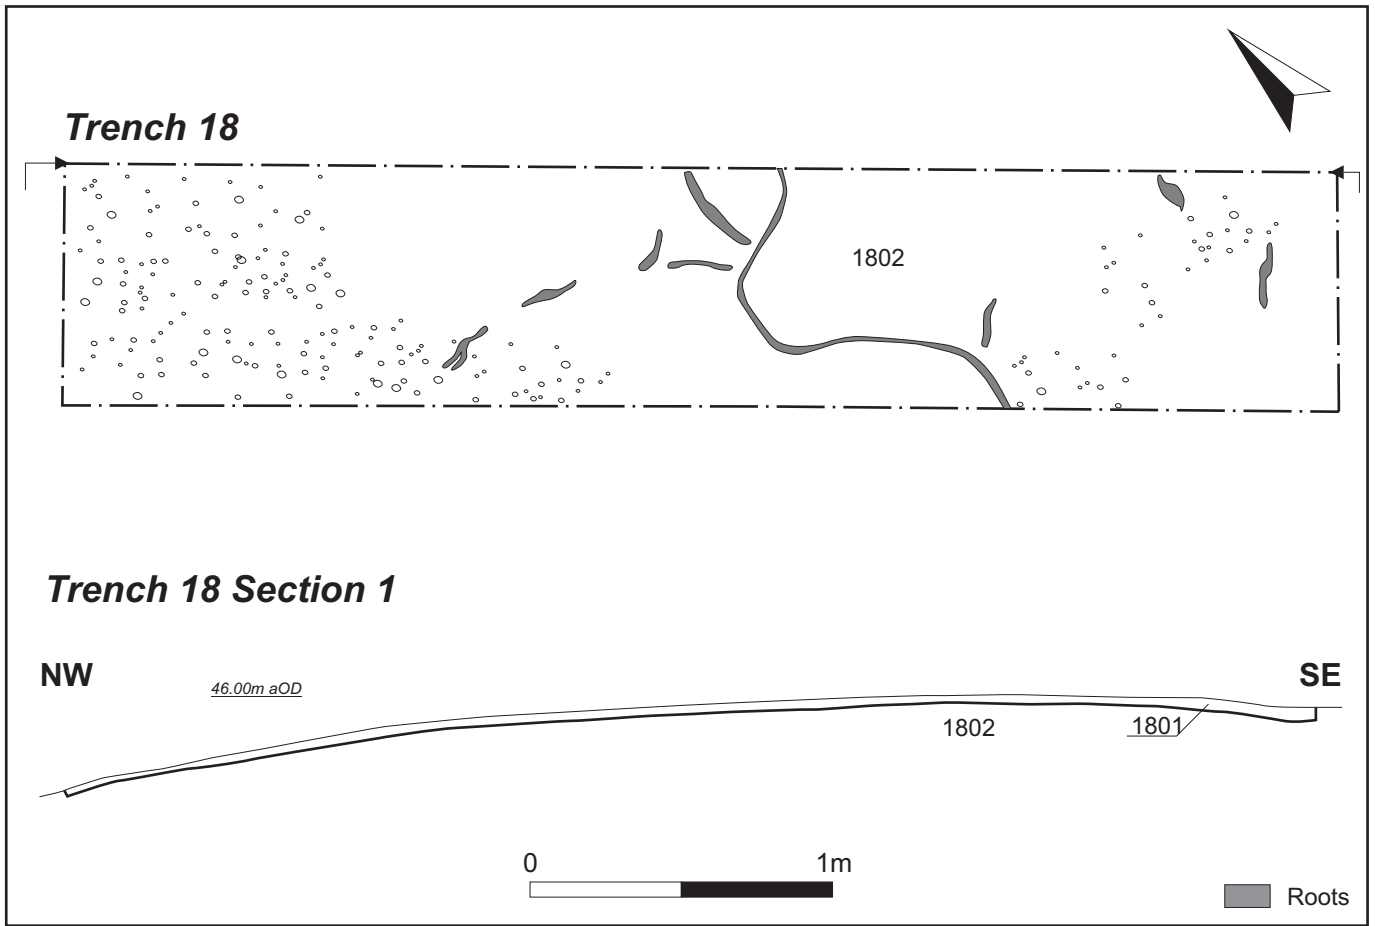 Trench 18
1802
Trench 18 Section 1
NW
46.00m aOD
SE
1802
1801
0 1m
Roots